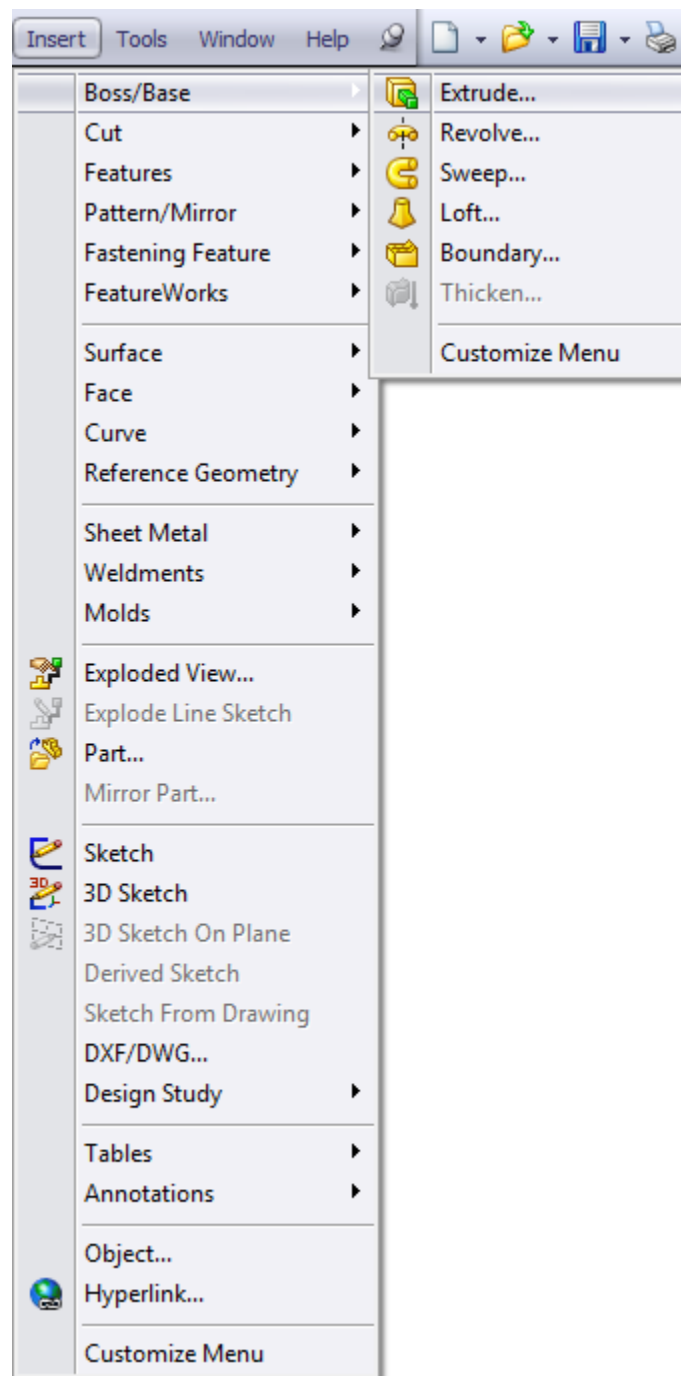 Insert Tools Window Help
Boss/Base
Cut
Features
Pattern/Mirror
Fastening Feature
FeatureWorks
Surface
Face
Curve
Reference Geometry
Sheet Metal
Weldments
Molds
Exploded View...
Explode Line Sketch
Part...
Mirror Part...
Sketch
3D Sketch
3D Sketch On Plane
Derived Sketch
Sketch From Drawing
DXF/DWG...
Design Study
Tables
Annotations
Object...
Hyperlink...
Customize Menu
Extrude...
Revolve...
Sweep...
Loft...
Boundary...
Thicken...
Customize Menu